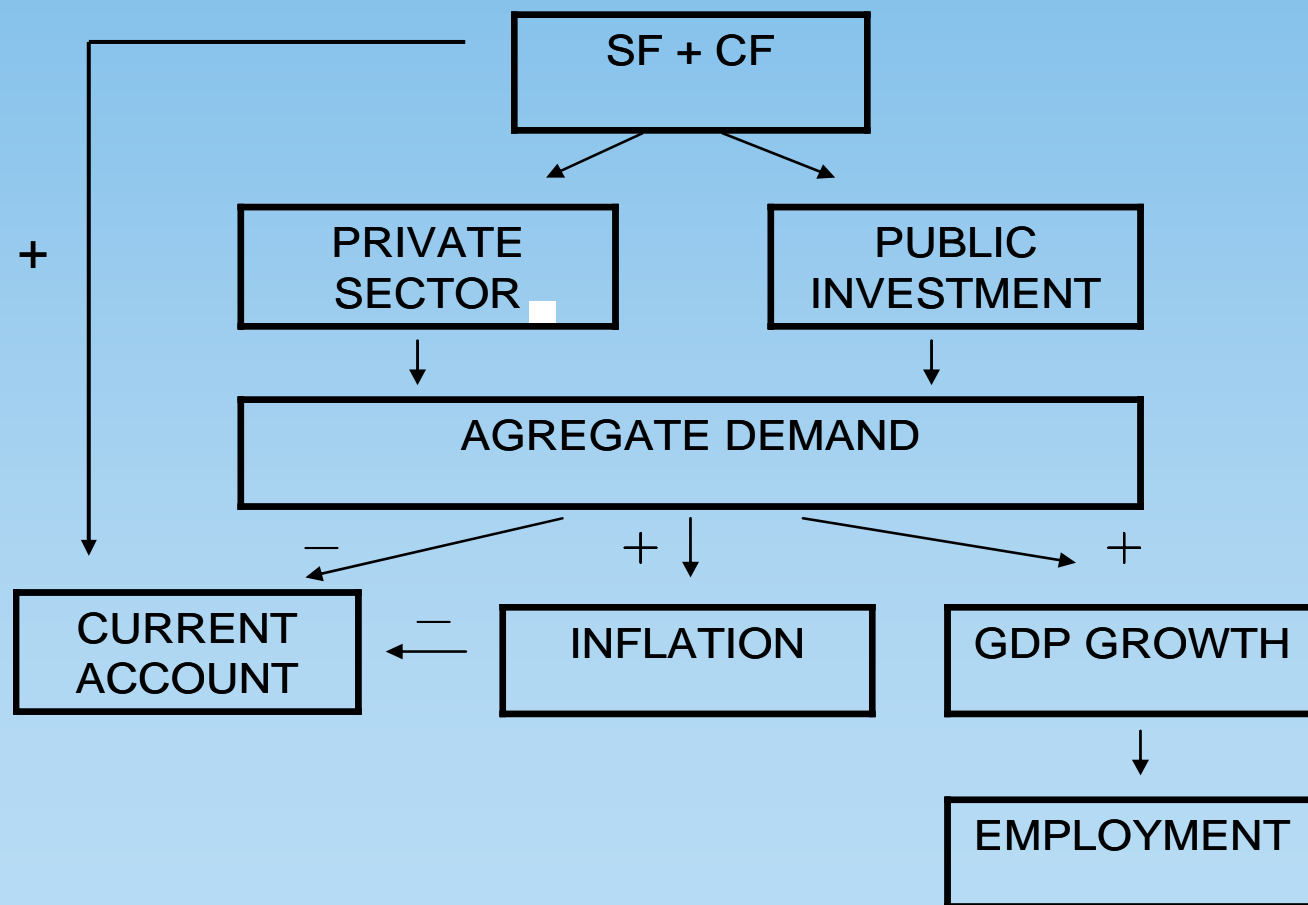 SF + CF
+
PRIVATE
SECTOR
PUBLIC
INVESTMENT
AGREGATE DEMAND
—
+
+
CURRENT
ACCOUNT
—
INFLATION
GDP GROWTH
EMPLOYMENT